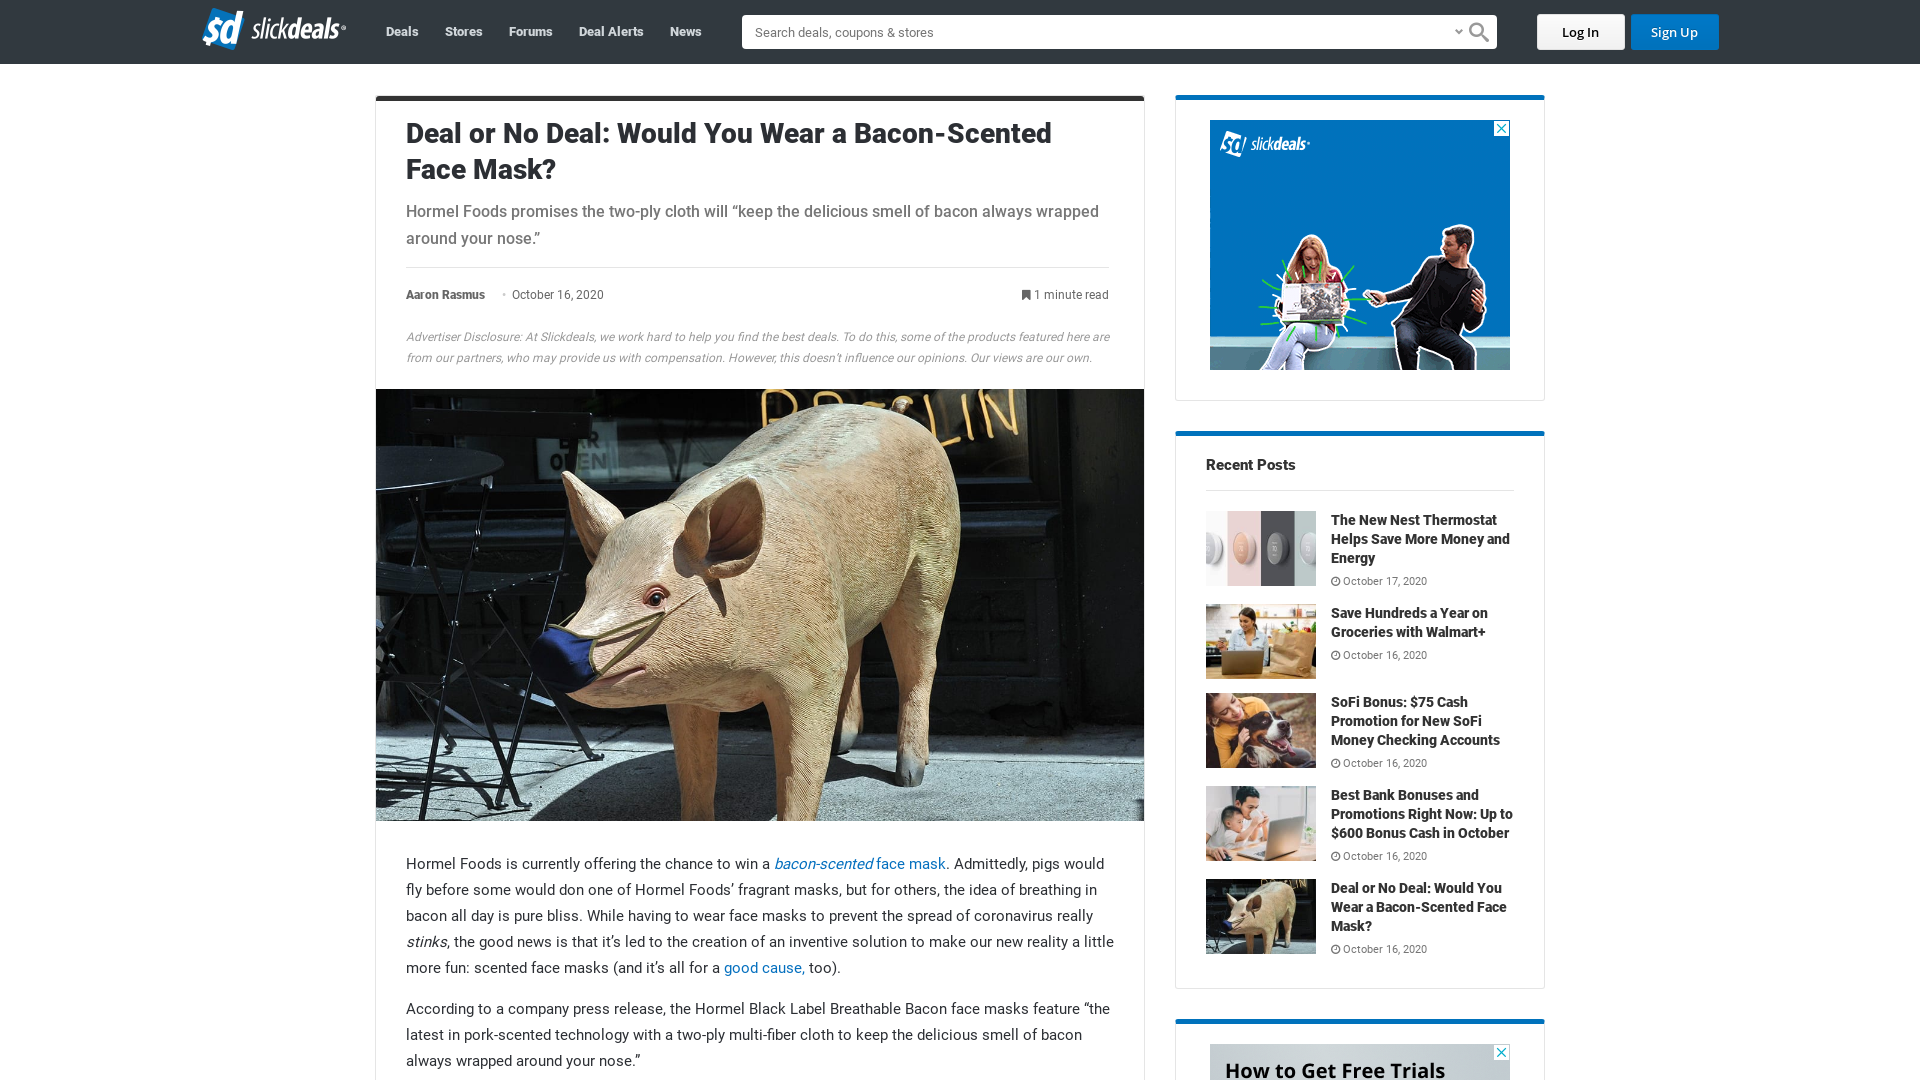 slickdeals
Deals
Stores
Forums
Deal Alerts
News
Search deals, coupons & stores
Log In
Sign Up
Deal or No Deal: Would You Wear a Bacon-Scented
Face Mask?
Hormel Foods promises the two-ply cloth will “keep the delicious smell of bacon always wrapped
around your nose.”
Aaron Rasmus
October 16, 2020
1 minute read
Advertiser Disclosure: At Slickdeals, we work hard to help you find the best deals. To do this, some of the products featured here are
from our partners, who may provide us with compensation. However, this doesn’t influence our opinions. Our views are our own.
BAR
OPEN
Hormel Foods is currently offering the chance to win a bacon-scented face mask. Admittedly, pigs would
fly before some would don one of Hormel Foods’ fragrant masks, but for others, the idea of breathing in
bacon all day is pure bliss. While having to wear face masks to prevent the spread of coronavirus really
stinks, the good news is that it’s led to the creation of an inventive solution to make our new reality a little
more fun: scented face masks (and it’s all for a good cause, too).
According to a company press release, the Hormel Black Label Breathable Bacon face masks feature “the
latest in pork-scented technology with a two-ply multi-fiber cloth to keep the delicious smell of bacon
always wrapped around your nose.”
slickdeals
Recent Posts
The New Nest Thermostat
Helps Save More Money and
Energy
October 17, 2020
Save Hundreds a Year on
Groceries with Walmart+
October 16, 2020
SoFi Bonus: $75 Cash
Promotion for New SoFi
Money Checking Accounts
October 16, 2020
Best Bank Bonuses and
Promotions Right Now: Up to
$600 Bonus Cash in October
October 16, 2020
Deal or No Deal: Would You
Wear a Bacon-Scented Face
Mask?
October 16, 2020
How to Get Free Trials